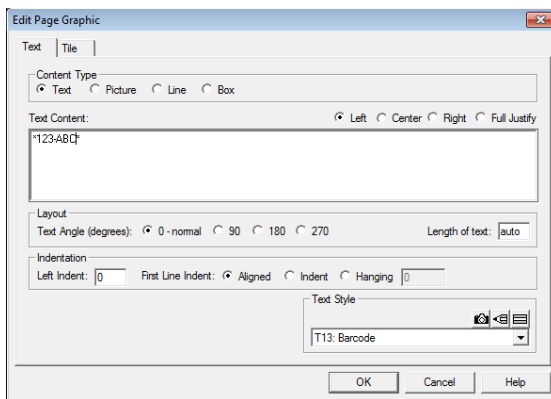 Edit Page Graphic
Text Tile
Content Type
Text Picture Line Box
Text Content: Left Center Right Full Justify
*123-ABC*
Layout
Text Angle (degrees): 0 - normal 90 180 270 Length of text: auto
Indentation
Left Indent: 0 First Line Indent: Aligned Indent Hanging 0
Text Style
T13: Barcode
OK Cancel Help